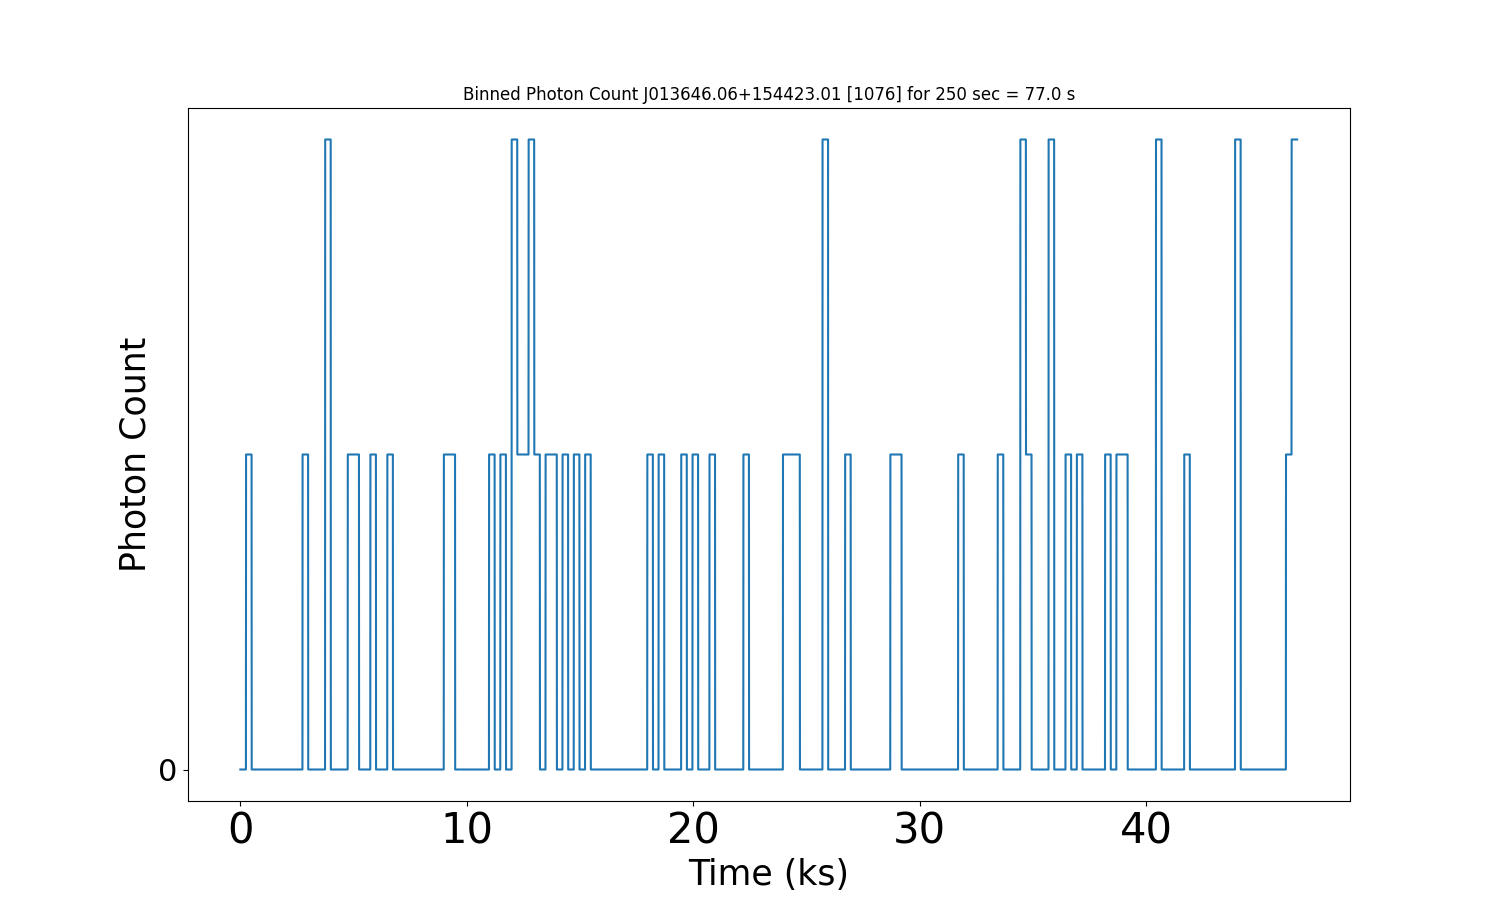 Binned Photon Count J013646.06+154423.01 [1076] for 250 sec = 77.0 s
Photon Count
0
0 10 20 30 40
Time (ks)